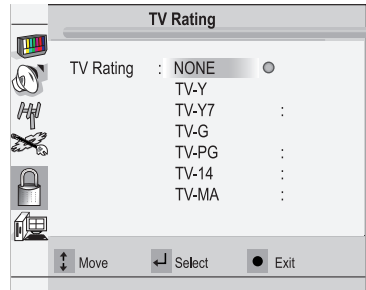 TV Rating
TV Rating : NONE
TV-Y
TV-Y7 :
TV-G
TV-PG :
TV-14 :
TV-MA :
Move Select Exit